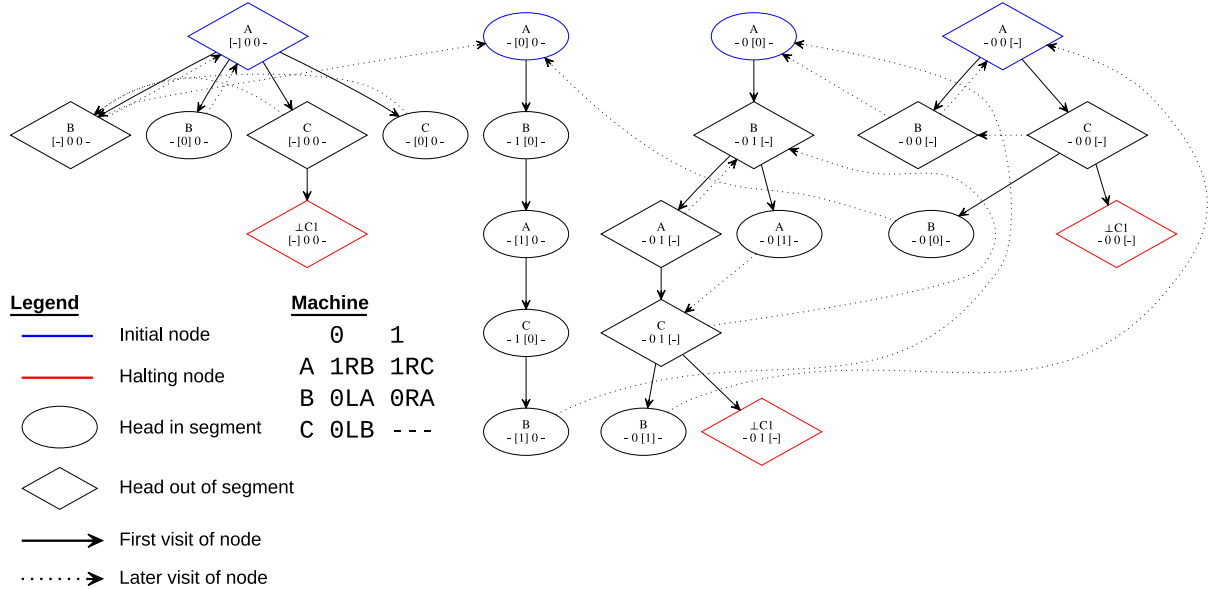 A
[-] 0 0 -
A
- [0] 0 -
A
- 0 [0] -
A
- 0 0 [-]
B
[-] 0 0 -
B
- [0] 0 -
C
[-] 0 0 -
C
- [0] 0 -
B
- 1 [0] -
B
- 0 1 [-]
B
- 0 0 [-]
C
- 0 0 [-]
⊥C1
[-] 0 0 -
A
- [1] 0 -
A
- 0 1 [-]
A
- 0 [1] -
B
- 0 [0] -
⊥C1
- 0 0 [-]
C
- 1 [0] -
C
- 0 1 [-]
B
- [1] 0 -
B
- 0 [1] -
⊥C1
- 0 1 [-]
Legend
Initial node
Halting node
Head in segment
Head out of segment
First visit of node
Later visit of node
Machine
0 1
A 1RB 1RC
B 0LA 0RA
C 0LB ---